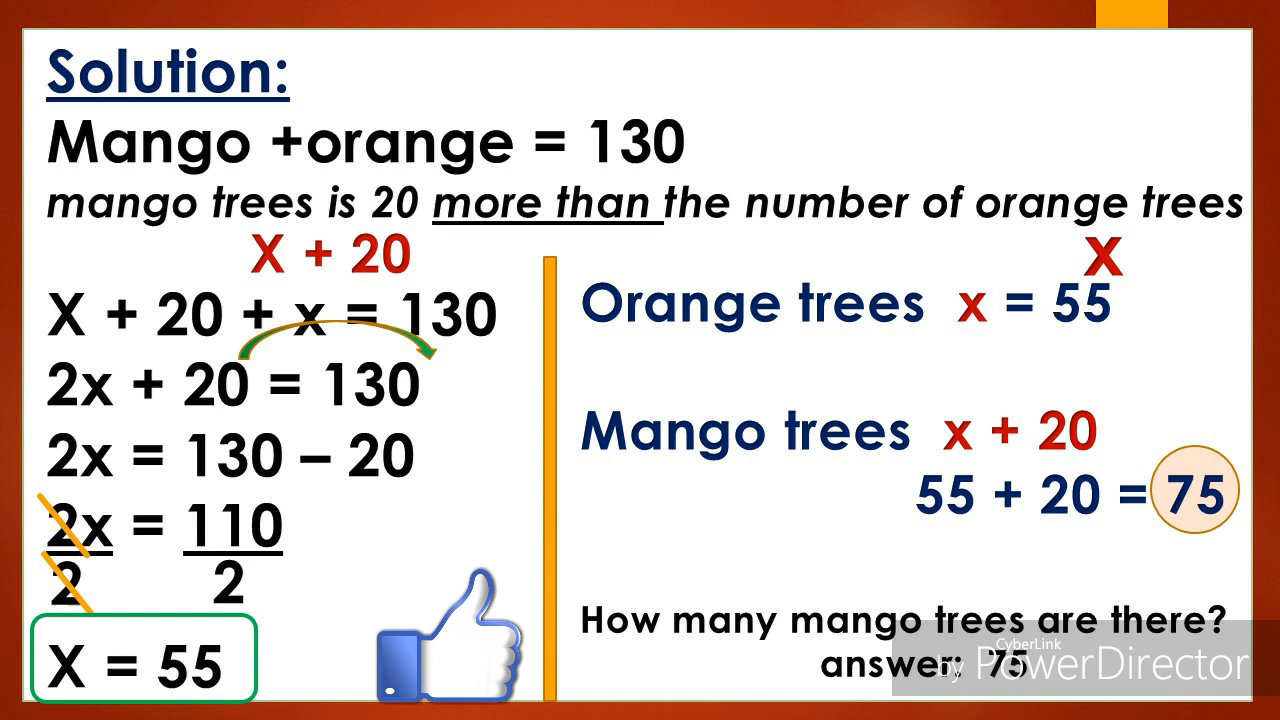 Solution:
Mango +orange = 130
mango trees is 20 more than the number of orange trees
X + 20
x
X + 20 + x = 130
2x + 20 = 130
2x = 130 – 20
2x = 110
2 2
X = 55
Orange trees x = 55
Mango trees x + 20
55 + 20 = 75
How many mango trees are there?
answer: 75
CyberLink
by PowerDirector